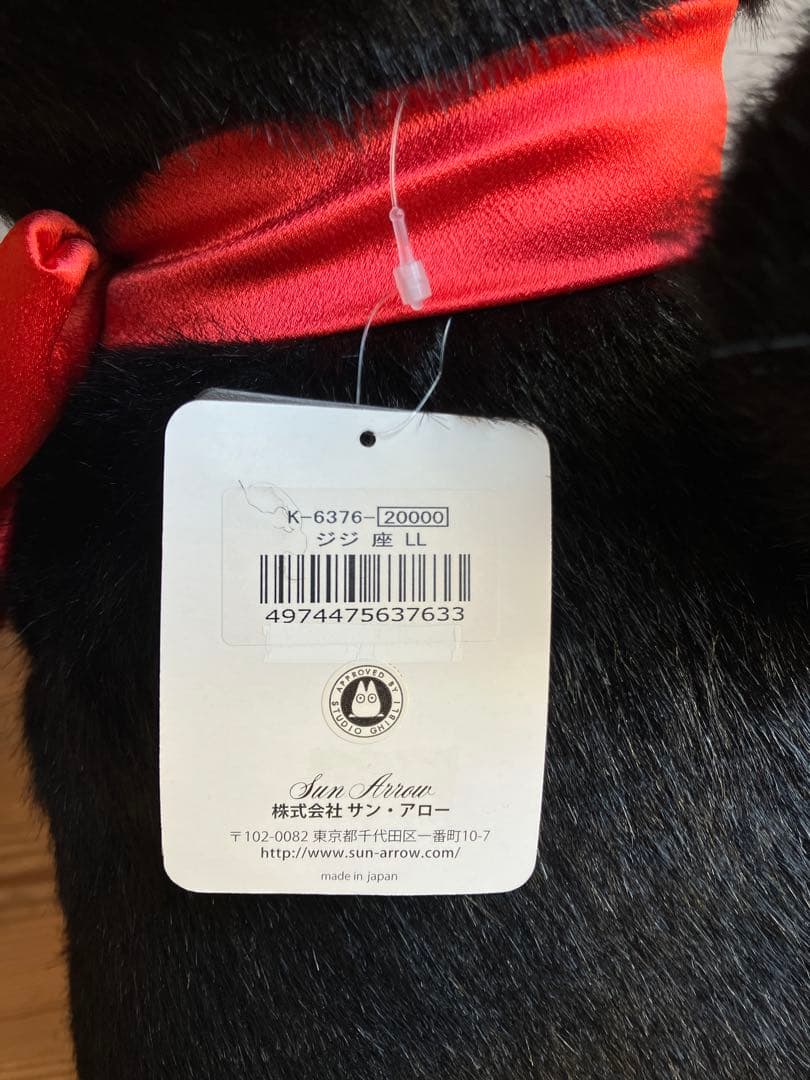 K-6376-20000
ジジ 座 LL
4974475637633
APPROVED BY
STUDIO GHIBLI
Sun Arrow
株式会社 サン・アロー
〒102-0082 東京都千代田区一番町10-7
http://www.sun-arrow.com/
made in japan